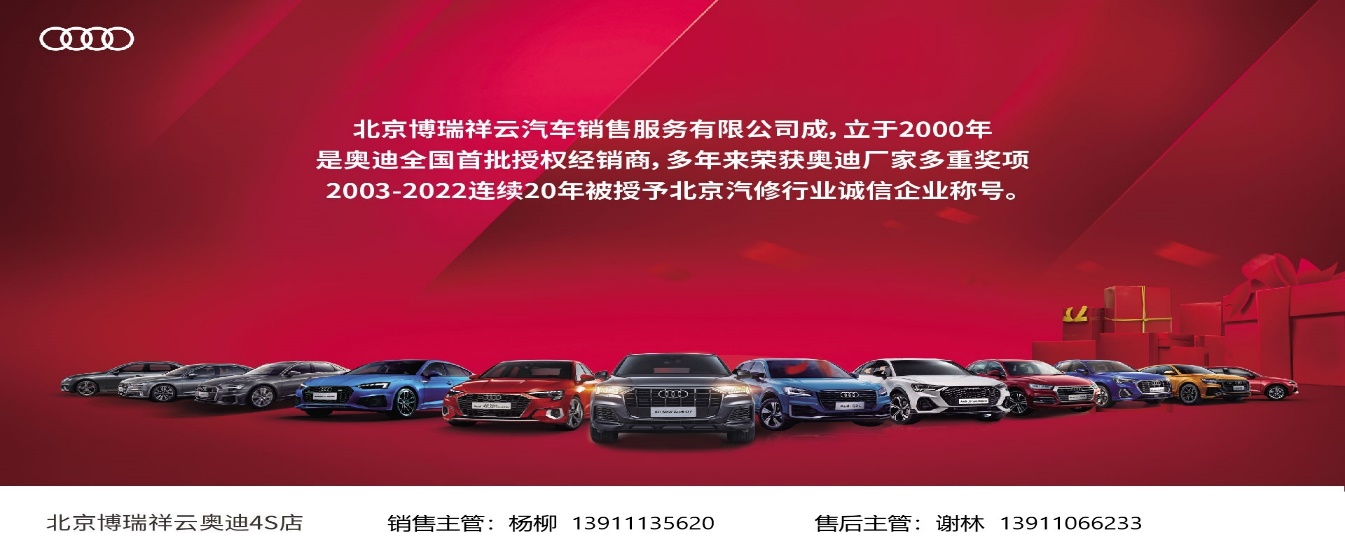 北京博瑞祥云汽车销售服务有限公司成,立于2000年
是奥迪全国首批授权经销商,多年来荣获奥迪厂家多重奖项
2003-2022连续20年被授予北京汽修行业诚信企业称号。
北京博瑞祥云奥迪4S店 销售主管：杨柳 13911135620 售后主管：谢林 13911066233